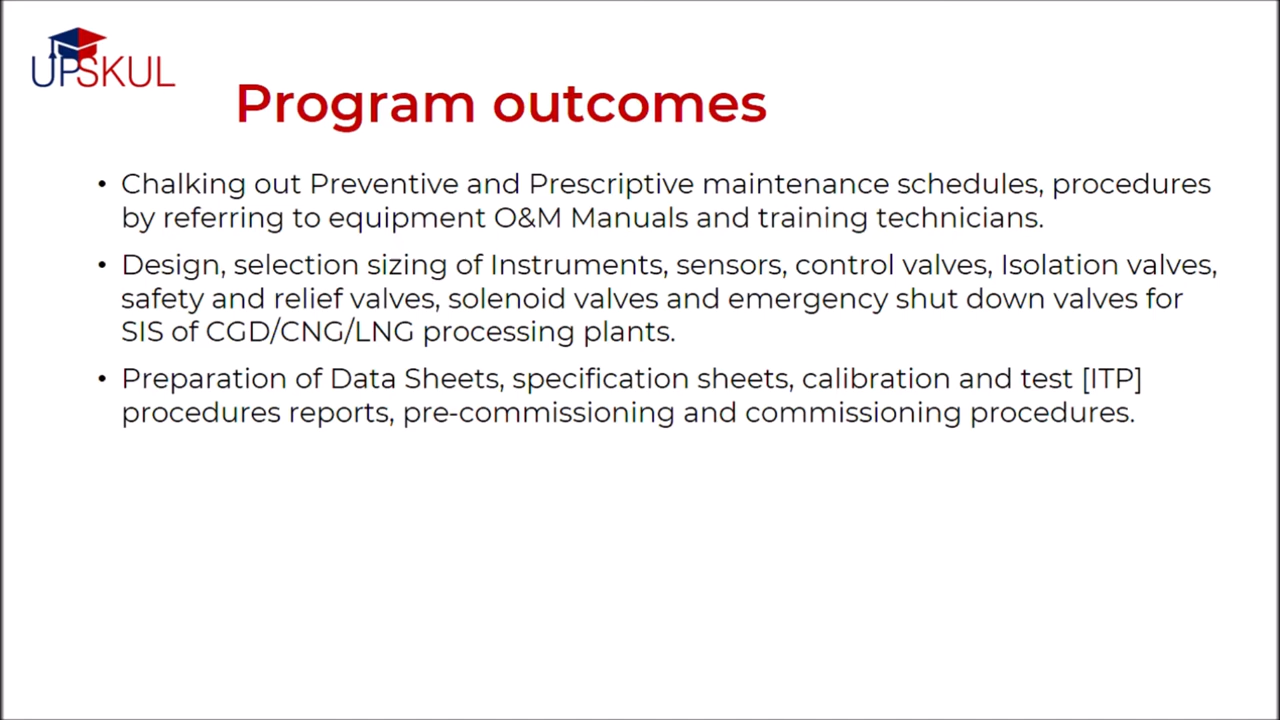 UPSKUL
Program outcomes
• Chalking out Preventive and Prescriptive maintenance schedules, procedures
by referring to equipment O&M Manuals and training technicians.
• Design, selection sizing of Instruments, sensors, control valves, Isolation valves,
safety and relief valves, solenoid valves and emergency shut down valves for
SIS of CGD/CNG/LNG processing plants.
• Preparation of Data Sheets, specification sheets, calibration and test [ITP]
procedures reports, pre-commissioning and commissioning procedures.